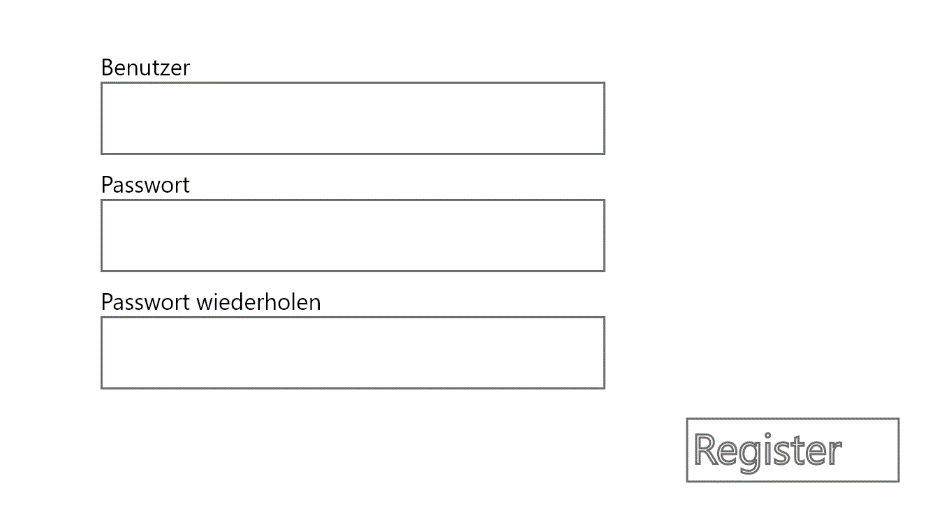 Benutzer
Passwort
Passwort wiederholen
Register